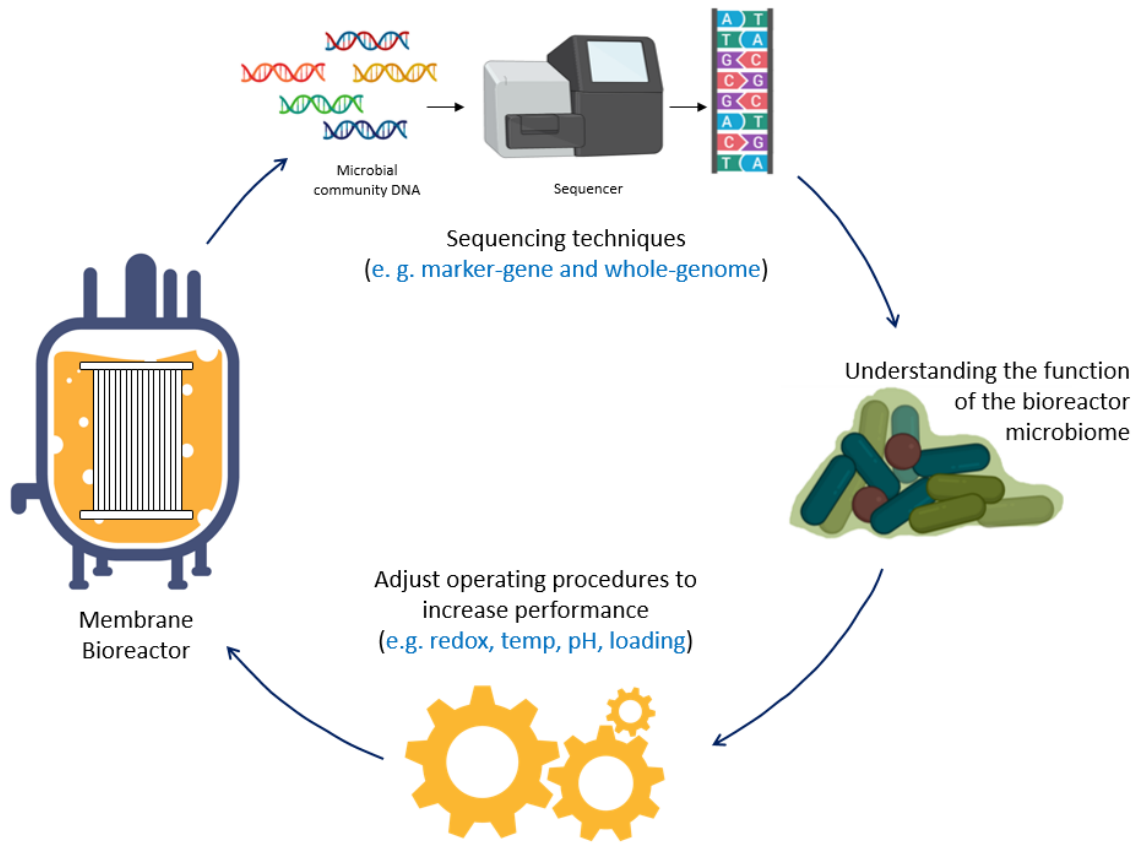 A T
T A
G C
C G
G C
A T
C G
T A
Microbial
community DNA
Sequencer
Sequencing techniques
(e. g. marker-gene and whole-genome)
Understanding the function
of the bioreactor
microbiome
Adjust operating procedures to
increase performance
(e.g. redox, temp, pH, loading)
Membrane
Bioreactor